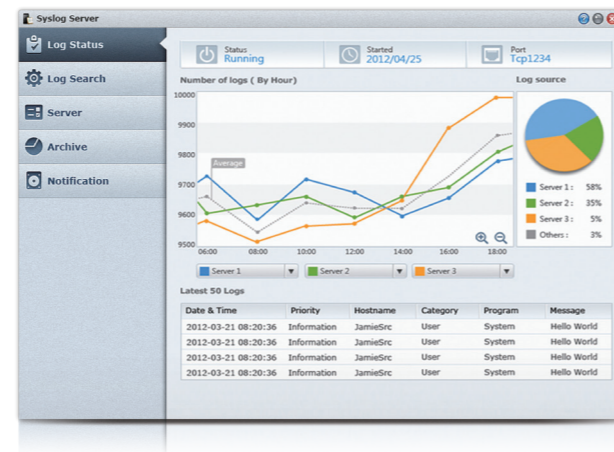 Syslog Server
Log Status
Log Search
Server
Archive
Notification
Status
Running
Started
2012/04/25
Port
Tcp1234
Number of logs ( By Hour)
Log source
10000
9900
9800
9700
9600
9500
Average
06:00 08:00 10:00 12:00 14:00 16:00 18:00
Server 1 : 58%
Server 2 : 35%
Server 3 : 5%
Others : 3%
Server 1 Server 2 Server 3
Latest 50 Logs
Date & Time Priority Hostname Category Program Message
2012-03-21 08:20:36 Information JamieSrc User System Hello World
2012-03-21 08:20:36 Information JamieSrc User System Hello World
2012-03-21 08:20:36 Information JamieSrc User System Hello World
2012-03-21 08:20:36 Information JamieSrc User System Hello World